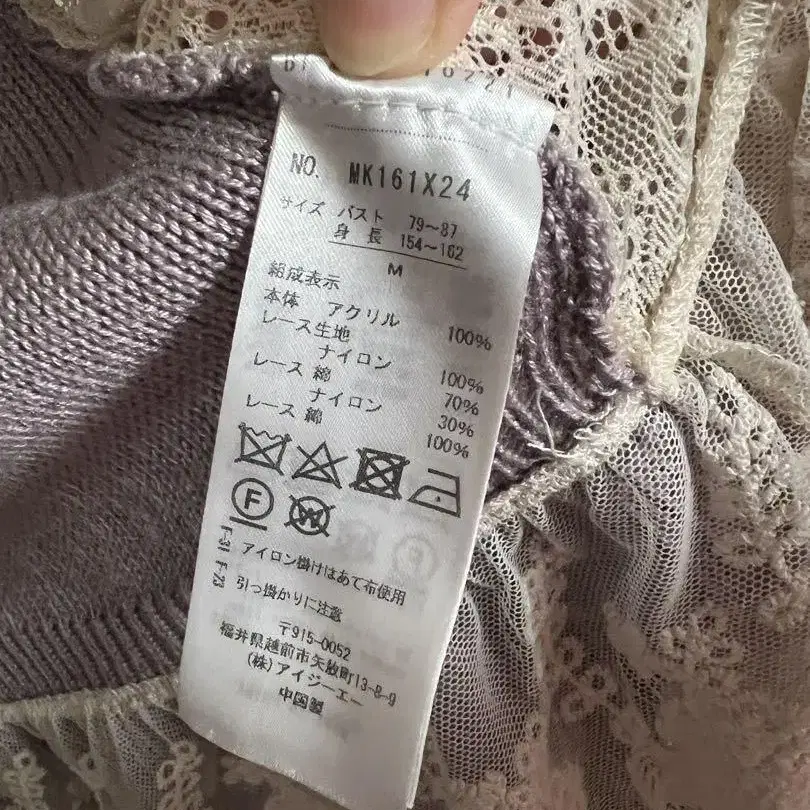 NO. MK161X24
サイズ バスト 79~87
身長 154~162
M
組成表示
本体 アクリル 100%
レース生地
ナイロン 100%
レース 綿 70%
ナイロン 30%
レース 綿 100%
F
W
アイロン掛けはあて布使用
引っ掛かりに注意
〒915-0052
福井県越前市矢放町13-8-9
(株)アイジーエー
中国製